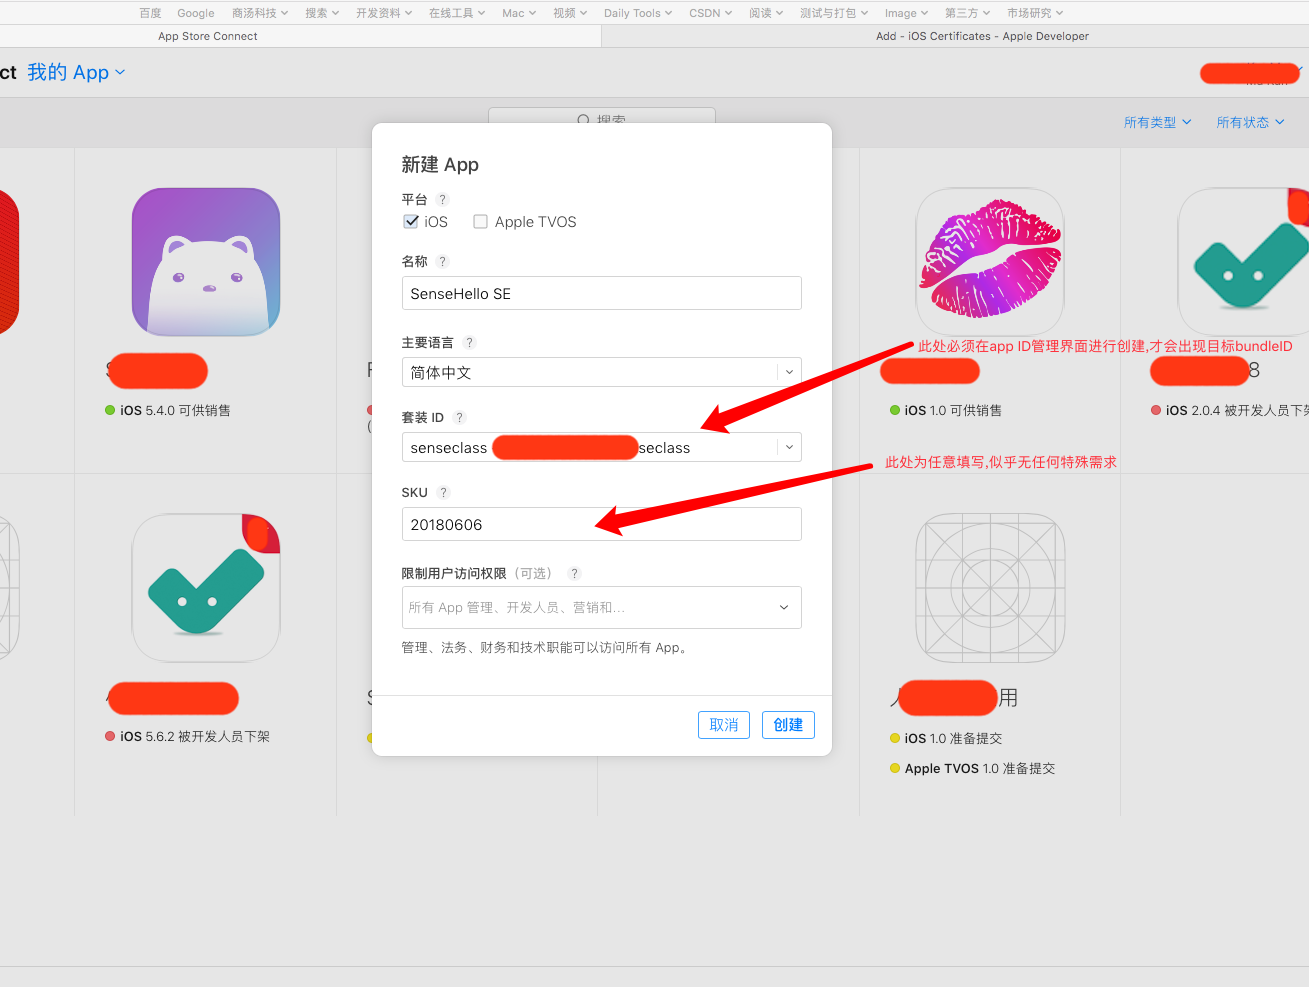 百度 Google 商汤科技 搜索 开发资料 在线工具 Mac 视频 Daily Tools CSDN 阅读 测试与打包 Image 第三方 市场研究
App Store Connect
Add - iOS Certificates - Apple Developer
ct 我的 App
搜索
所有类型 所有状态
新建 App
平台 ?
iOS Apple TVOS
名称 ?
SenseHello SE
主要语言 ?
简体中文
此处必须在app ID管理界面进行创建,才会出现目标bundleID
套装 ID ?
senseclass seclass
此处为任意填写,似乎无任何特殊需求
SKU ?
20180606
限制用户访问权限（可选） ?
所有 App 管理、开发人员、营销和...
管理、法务、财务和技术职能可以访问所有 App。
取消 创建
iOS 5.4.0 可供销售
iOS 1.0 可供销售
8
iOS 2.0.4 被开发人员下架
iOS 5.6.2 被开发人员下架
用
iOS 1.0 准备提交
Apple TVOS 1.0 准备提交